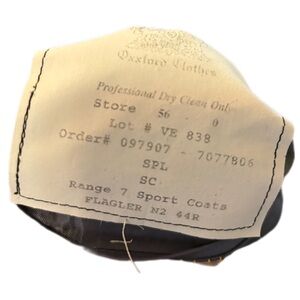 Oxxford Clothes
Professional Dry Clean Only
Store 56 0
Lot # VE 838
Order# 097907 - 7077806
SPL
SC
Range 7 Sport Coats
FLAGLER N2 44R